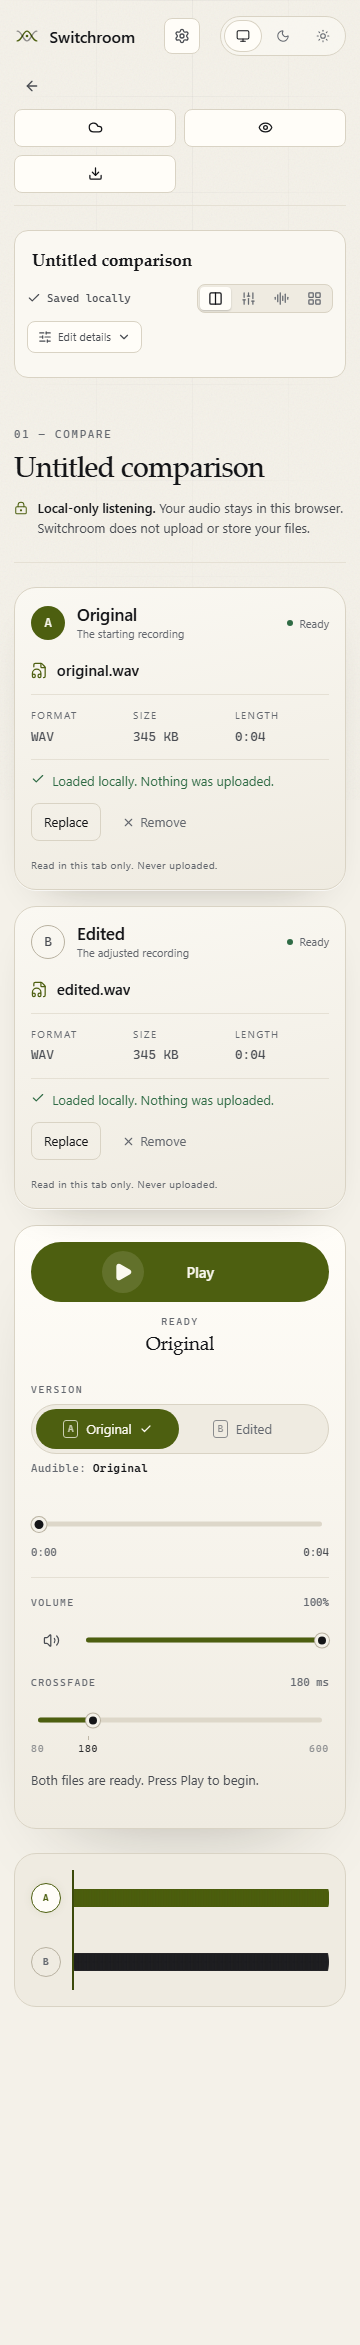 Switchroom
Untitled comparison
Saved locally
Edit details
01 — COMPARE
Untitled comparison
Local-only listening. Your audio stays in this browser.
Switchroom does not upload or store your files.
A
Original
The starting recording
Ready
original.wav
FORMAT SIZE LENGTH
WAV 345 KB 0:04
Loaded locally. Nothing was uploaded.
Replace
Remove
Read in this tab only. Never uploaded.
B
Edited
The adjusted recording
Ready
edited.wav
FORMAT SIZE LENGTH
WAV 345 KB 0:04
Loaded locally. Nothing was uploaded.
Replace
Remove
Read in this tab only. Never uploaded.
Play
READY
Original
VERSION
A Original B Edited
Audible: Original
0:00 0:04
VOLUME 100%
CROSSFADE 180 ms
80 180 600
Both files are ready. Press Play to begin.
A
B